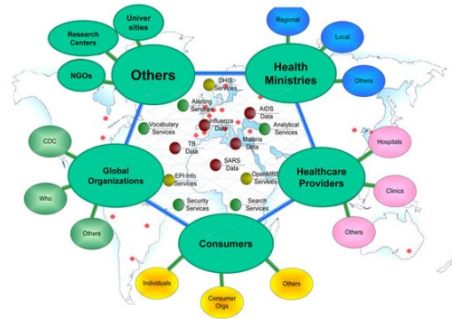 Univer
sities
Research
Centers
NGOs
Others
Regional
Local
Others
Health
Ministries
DHIS
Services
Alerting
Services
Vocabulary
Services
Influenza
Data
AIDS
Data
Analytical
Services
TB
Data
Malaria
Data
SARS
Data
EPI Info
Services
OpenMRS
Services
Security
Services
Search
Services
CDC
Who
Others
Global
Organizations
Healthcare
Providers
Hospitals
Clinics
Others
Consumers
Individuals
Consumer
Orgs
Others